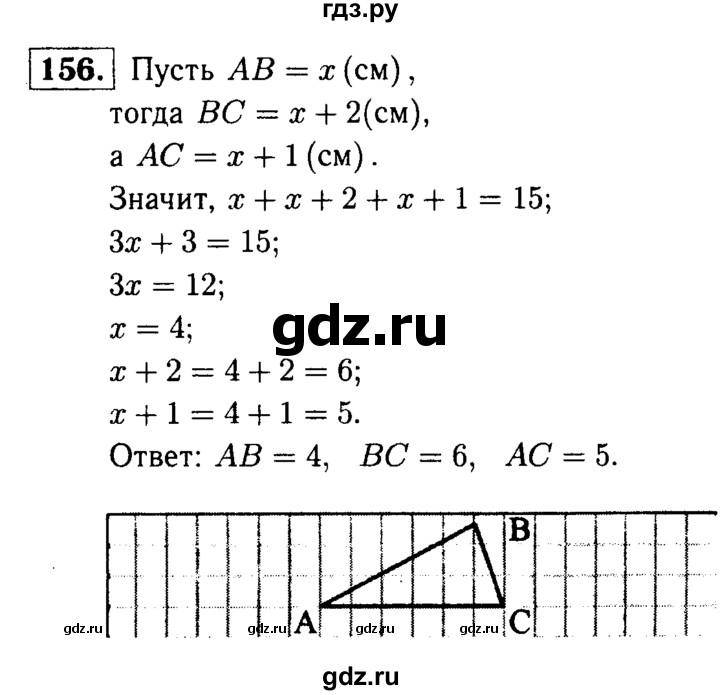 гдз.ру
156. Пусть AB = x (см),
тогда BC = x + 2(см),
а AC = x + 1 (см).
Значит, x + x + 2 + x + 1 = 15;
3x + 3 = 15;
3x = 12;
x = 4;
gdz.ru
x + 2 = 4 + 2 = 6;
x + 1 = 4 + 1 = 5.
Ответ: AB = 4, BC = 6, AC = 5.
B
A
C
gdz.ru gdz.ru gdz.ru gdz.ru gdz.ru
gdz.ru